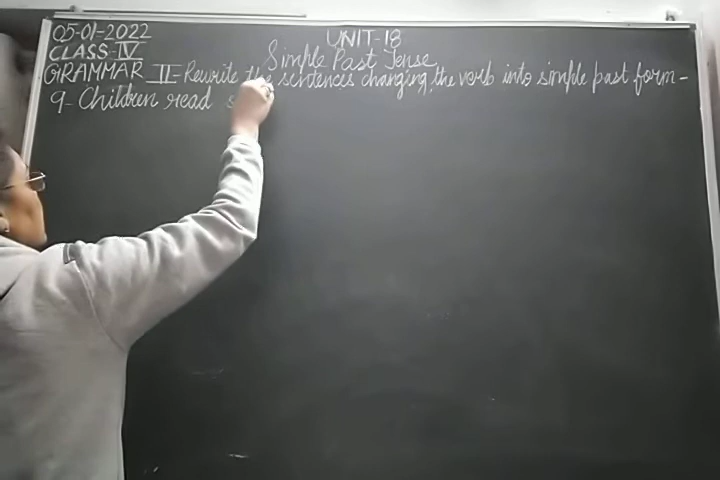 05-01-2022
UNIT-18
CLASS-IV
Simple Past Tense
GRAMMAR II-Rewrite the sentences changing the verb into simple past form-
9- Children read s